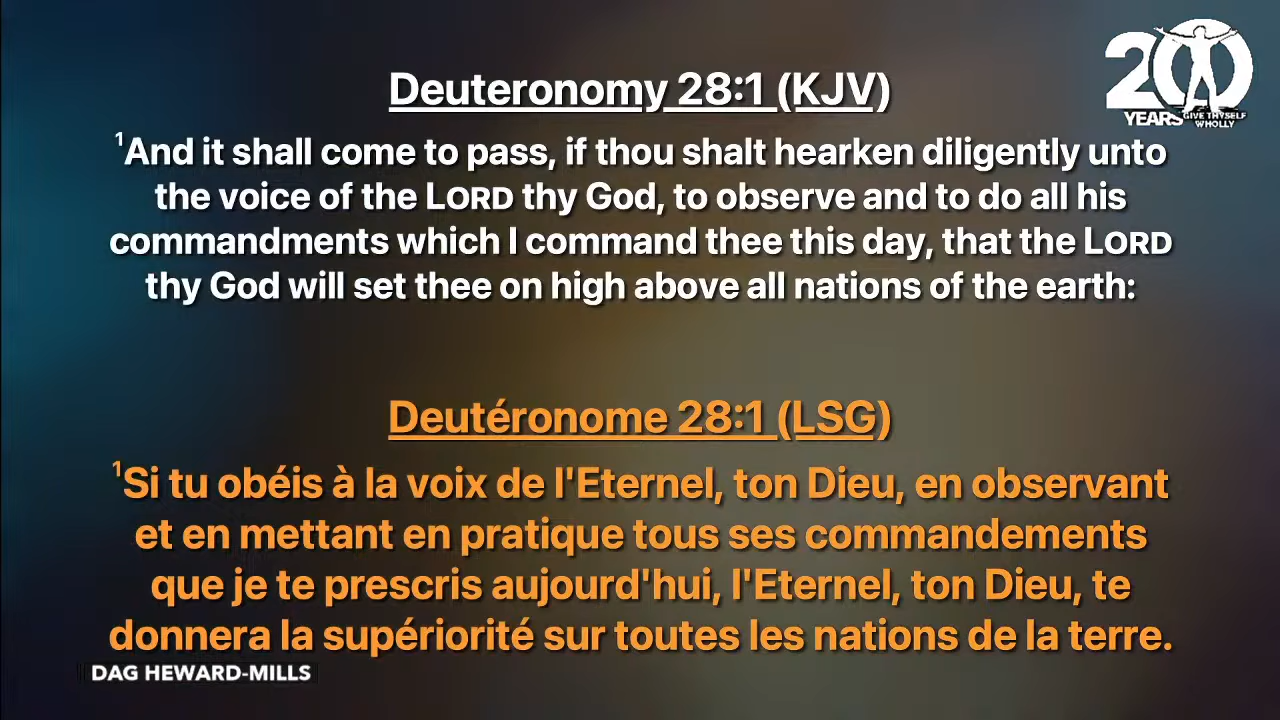 Deuteronomy 28:1 (KJV)
20
YEARS
GIVE THYSELF
WHOLLY
¹And it shall come to pass, if thou shalt hearken diligently unto
the voice of the LORD thy God, to observe and to do all his
commandments which I command thee this day, that the LORD
thy God will set thee on high above all nations of the earth:
Deutéronome 28:1 (LSG)
¹Si tu obéis à la voix de l'Eternel, ton Dieu, en observant
et en mettant en pratique tous ses commandements
que je te prescris aujourd'hui, l'Eternel, ton Dieu, te
donnera la supériorité sur toutes les nations de la terre.
DAG HEWARD-MILLS